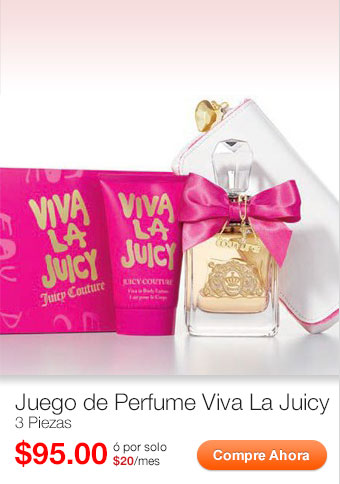 VIVA
LA
JUICY
Juicy Couture
VIVA
LA
JUICY
JUICY COUTURE
Juego de Perfume Viva La Juicy
3 Piezas
$95.00 ó por solo
$20/mes
Compre Ahora